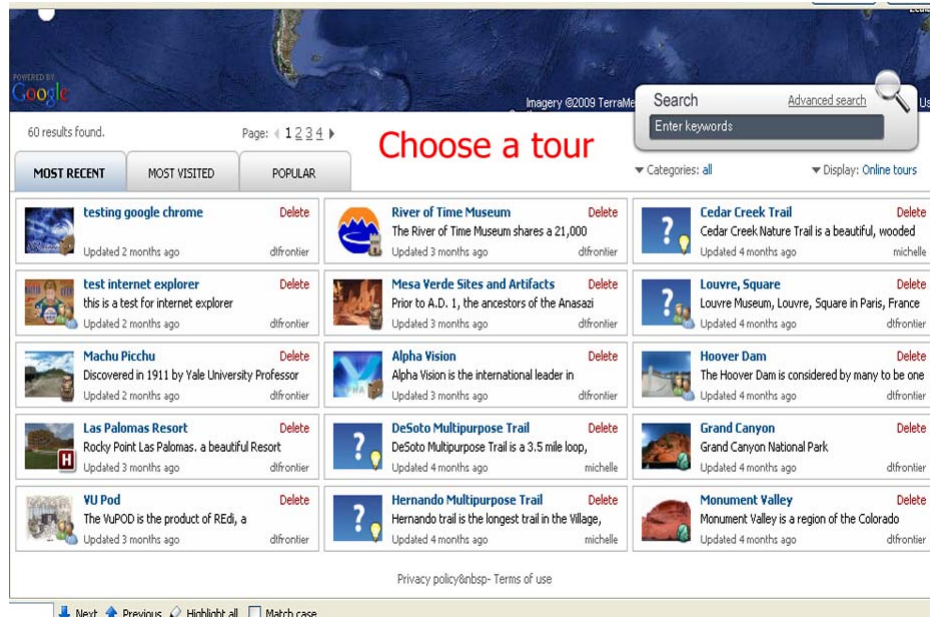 POWERED BY
Google
Imagery ©2009 TerraMe
Us
Search
Advanced search
Enter keywords
60 results found.
Page: 1 2 3 4
Choose a tour
MOST RECENT
MOST VISITED
POPULAR
Categories: all
Display: Online tours
testing google chrome Delete
Updated 2 months ago dtfrontier
River of Time Museum Delete
The River of Time Museum shares a 21,000
Updated 3 months ago dtfrontier
Cedar Creek Trail Delete
Cedar Creek Nature Trail is a beautiful, wooded
Updated 4 months ago michelle
test internet explorer Delete
this is a test for internet explorer
Updated 2 months ago dtfrontier
Mesa Verde Sites and Artifacts Delete
Prior to A.D. 1, the ancestors of the Anasazi
Updated 3 months ago dtfrontier
Louvre, Square Delete
Louvre Museum, Louvre, Square in Paris, France
Updated 4 months ago dtfrontier
Machu Picchu Delete
Discovered in 1911 by Yale University Professor
Updated 2 months ago dtfrontier
Alpha Vision Delete
Alpha Vision is the international leader in
Updated 3 months ago dtfrontier
Hoover Dam Delete
The Hoover Dam is considered by many to be one
Updated 4 months ago dtfrontier
Las Palomas Resort Delete
Rocky Point Las Palomas. a beautiful Resort
Updated 3 months ago dtfrontier
DeSoto Multipurpose Trail Delete
DeSoto Multipurpose Trail is a 3.5 mile loop,
Updated 4 months ago michelle
Grand Canyon Delete
Grand Canyon National Park
Updated 4 months ago dtfrontier
VU Pod Delete
The VuPOD is the product of REdi, a
Updated 3 months ago dtfrontier
Hernando Multipurpose Trail Delete
Hernando trail is the longest trail in the Village,
Updated 4 months ago michelle
Monument Valley Delete
Monument Valley is a region of the Colorado
Updated 4 months ago dtfrontier
Privacy policy&nbsp- Terms of use
Next Previous Highlight all Match case